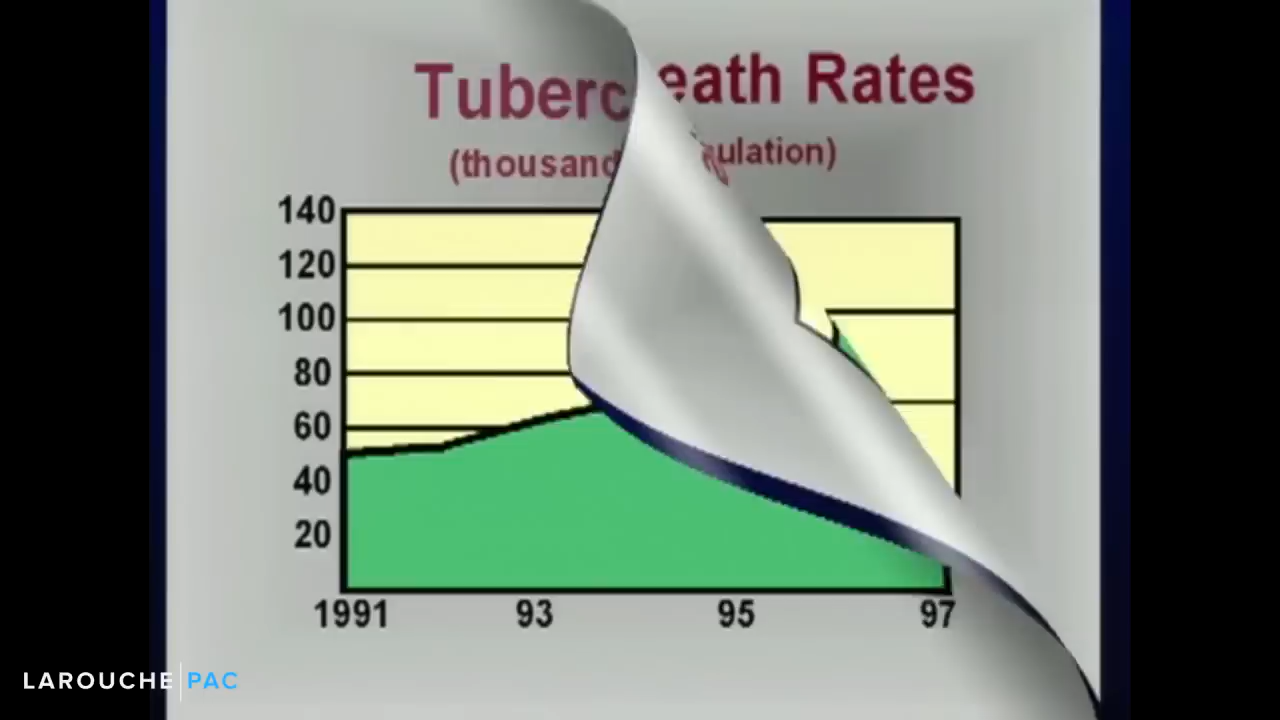 Tuberc eath Rates
(thousand ulation)
140
120
100
80
60
40
20
1991 93 95 97
LAROUCHE PAC